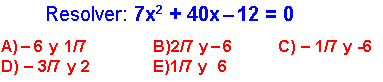 Resolver: 7x² + 40x – 12 = 0
A) – 6 y 1/7 B)2/7 y – 6 C) – 1/7 y -6
D) – 3/7 y 2 E)1/7 y 6